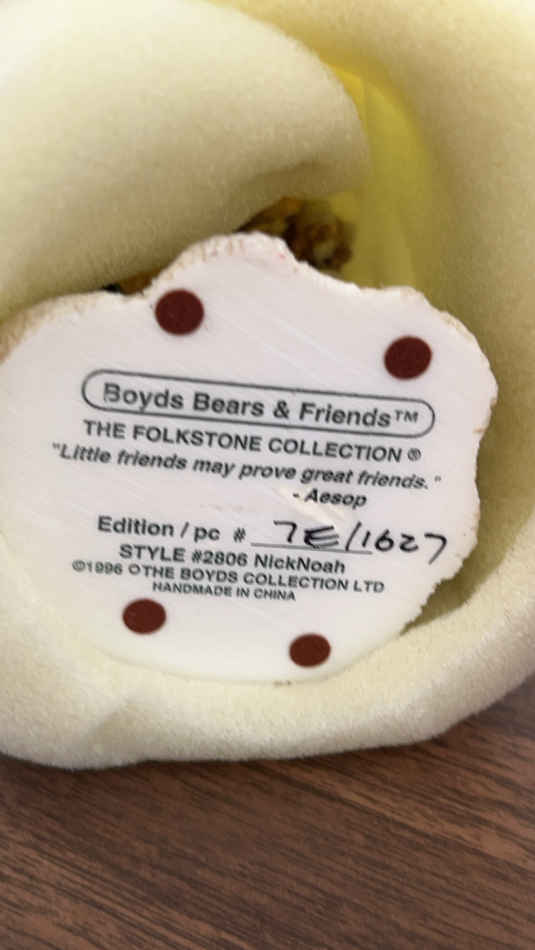 Boyds Bears & Friends™
THE FOLKSTONE COLLECTION ®
"Little friends may prove great friends."
- Aesop
Edition / pc # 7E/1627
STYLE #2806 NickNoah
©1996 THE BOYDS COLLECTION LTD
HANDMADE IN CHINA